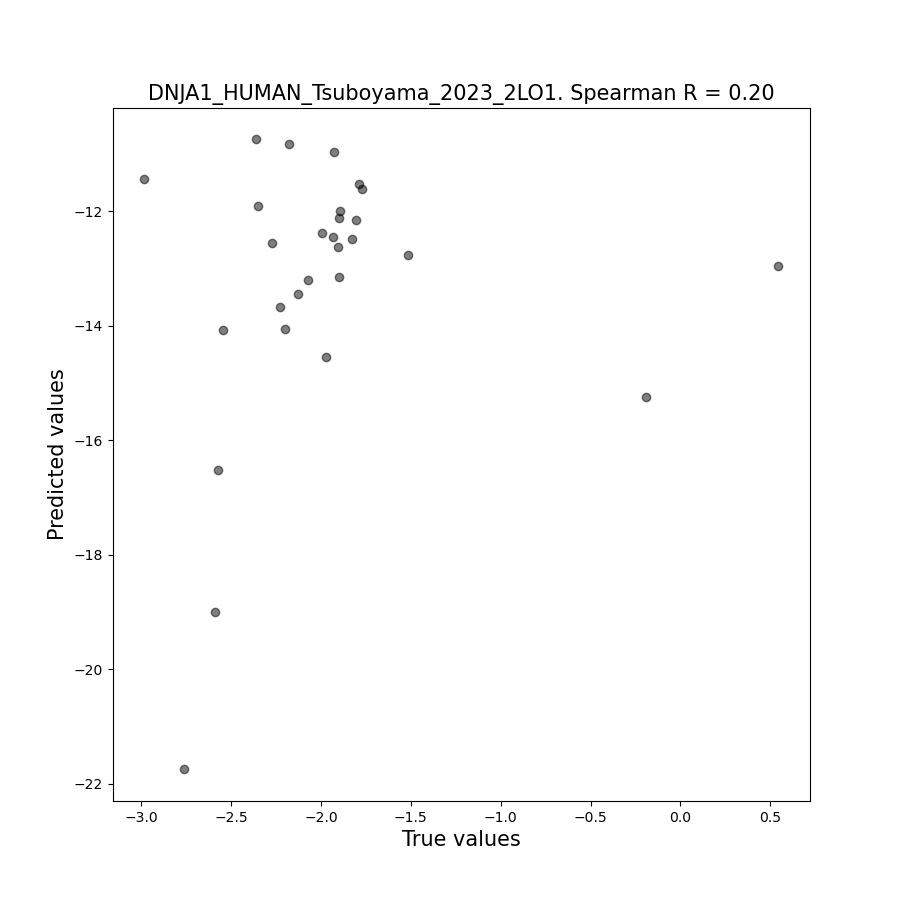 DNJA1_HUMAN_Tsuboyama_2023_2LO1. Spearman R = 0.20
Predicted values
−12
−14
−16
−18
−20
−22
−3.0 −2.5 −2.0 −1.5 −1.0 −0.5 0.0 0.5
True values